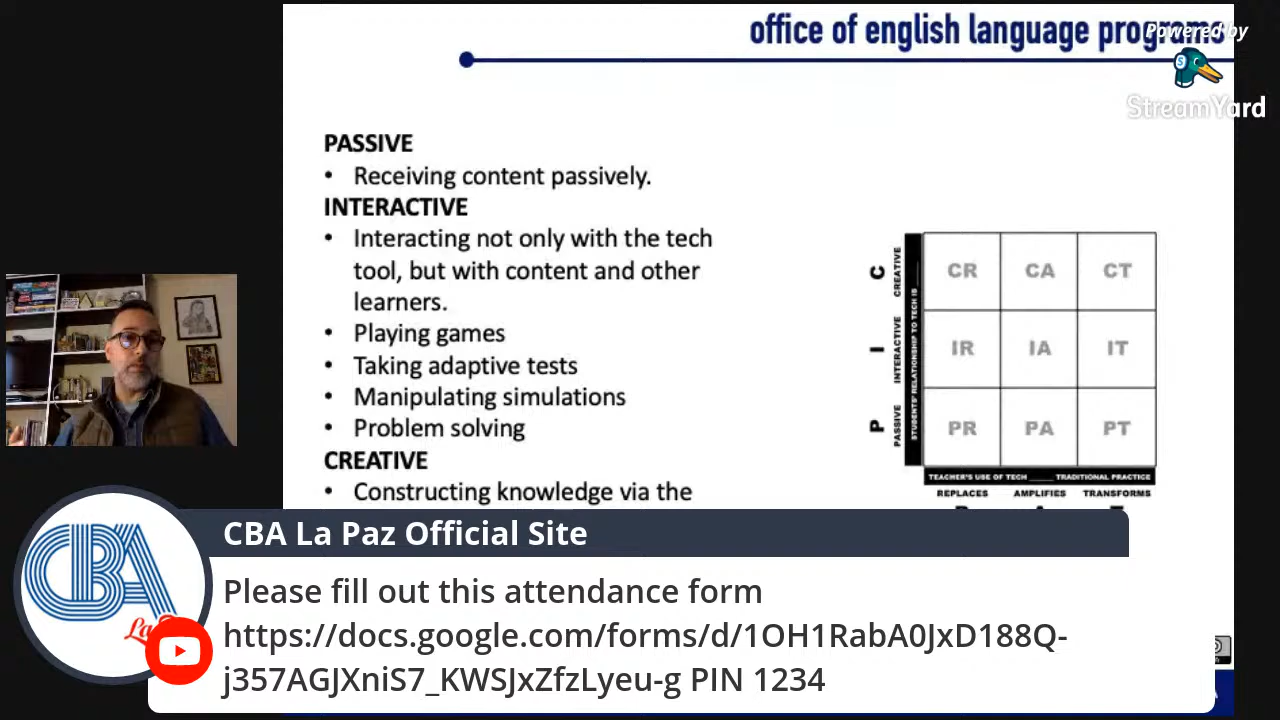 office of english language programs
Powered by
StreamYard
PASSIVE
• Receiving content passively.
INTERACTIVE
• Interacting not only with the tech
tool, but with content and other
learners.
• Playing games
• Taking adaptive tests
• Manipulating simulations
• Problem solving
CREATIVE
• Constructing knowledge via the
C CREATIVE
I INTERACTIVE
P PASSIVE
STUDENTS' RELATIONSHIP TO TECH IS ____
CR CA CT
IR IA IT
PR PA PT
TEACHER'S USE OF TECH ____ TRADITIONAL PRACTICE
REPLACES AMPLIFIES TRANSFORMS
CBA
CBA La Paz Official Site
Please fill out this attendance form
https://docs.google.com/forms/d/1OH1RabA0JxD188Q-
j357AGJXniS7_KWSJxZfzLyeu-g PIN 1234